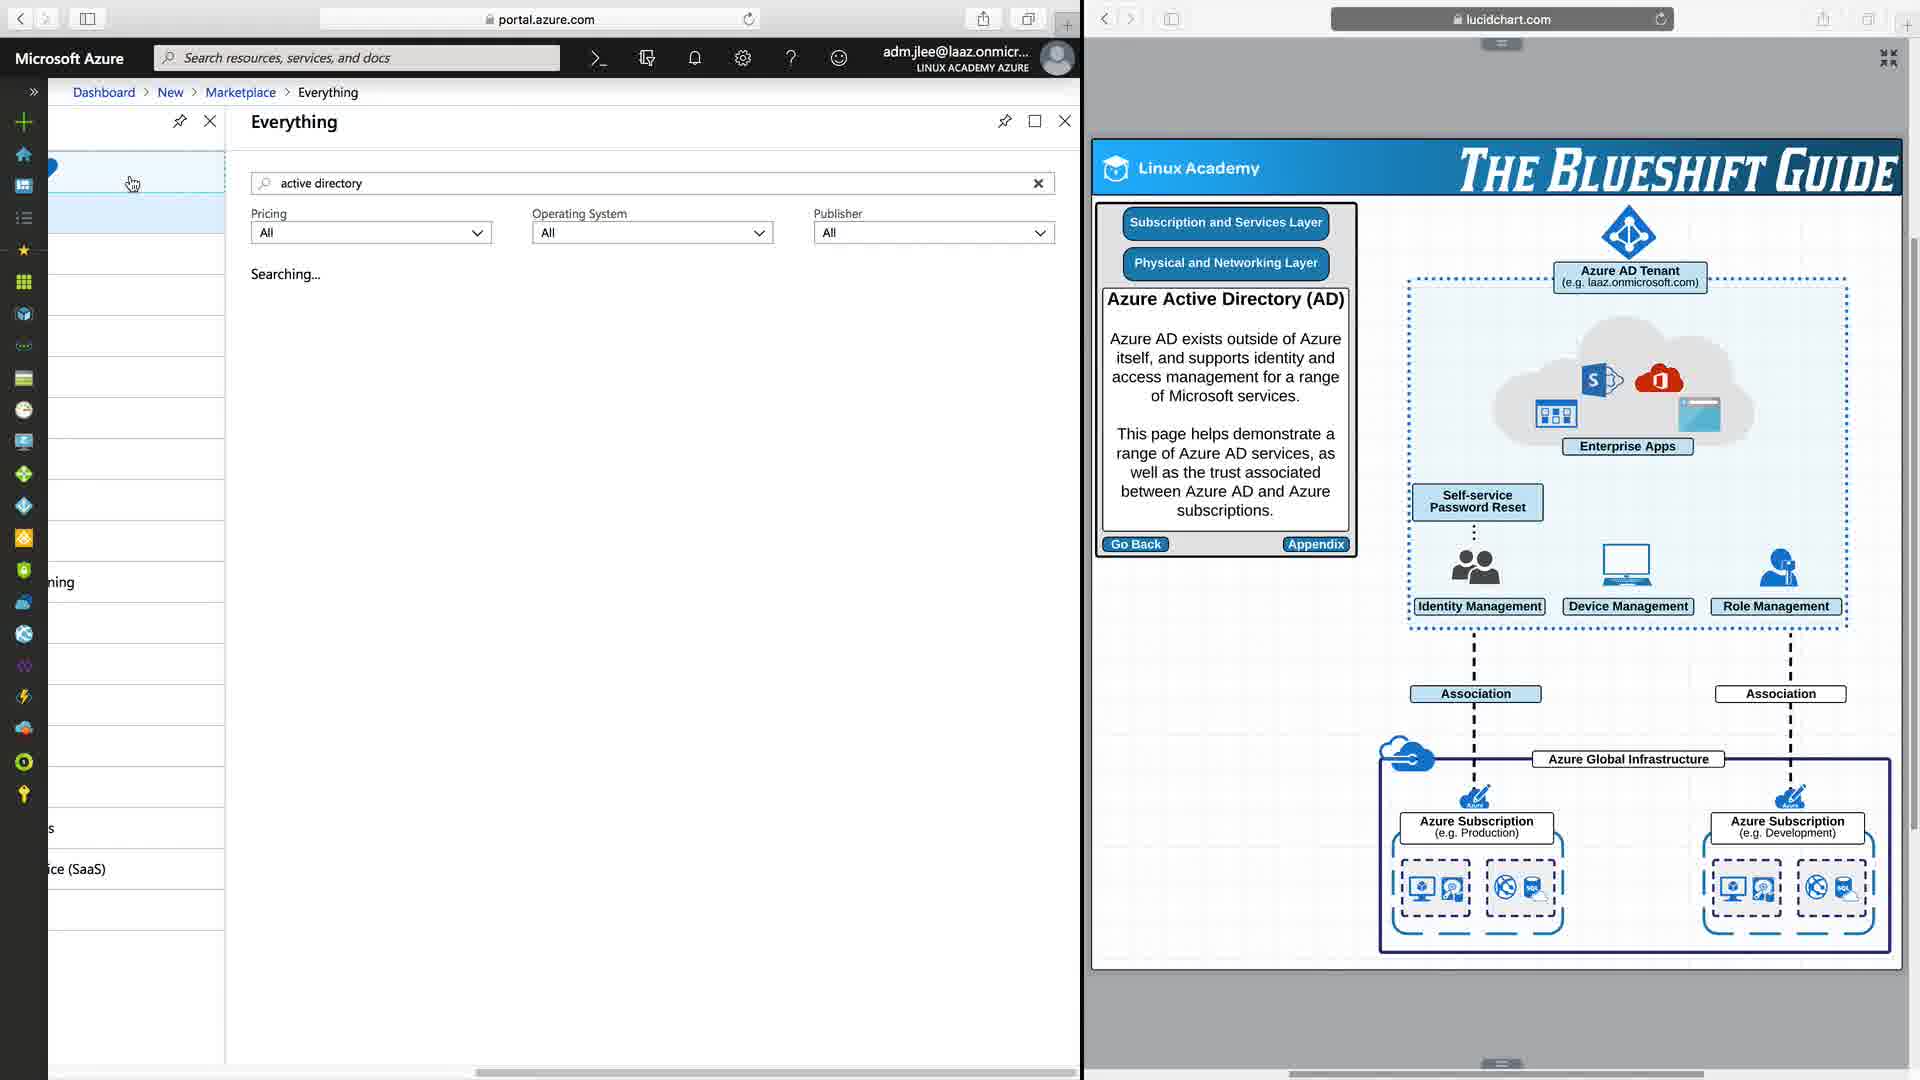 portal.azure.com
lucidchart.com
Microsoft Azure
Search resources, services, and docs
adm.jlee@laaz.onmicr...
LINUX ACADEMY AZURE
Dashboard > New > Marketplace > Everything
Everything
active directory
Pricing
Operating System
Publisher
All
All
All
Searching...
ning
s
ice (SaaS)
Linux Academy
THE BLUESHIFT GUIDE
Subscription and Services Layer
Physical and Networking Layer
Azure Active Directory (AD)
Azure AD exists outside of Azure
itself, and supports identity and
access management for a range
of Microsoft services.
This page helps demonstrate a
range of Azure AD services, as
well as the trust associated
between Azure AD and Azure
subscriptions.
Go Back
Appendix
Azure AD Tenant
(e.g. laaz.onmicrosoft.com)
Enterprise Apps
Self-service
Password Reset
Identity Management
Device Management
Role Management
Association
Association
Azure Global Infrastructure
Azure Subscription
(e.g. Production)
Azure Subscription
(e.g. Development)